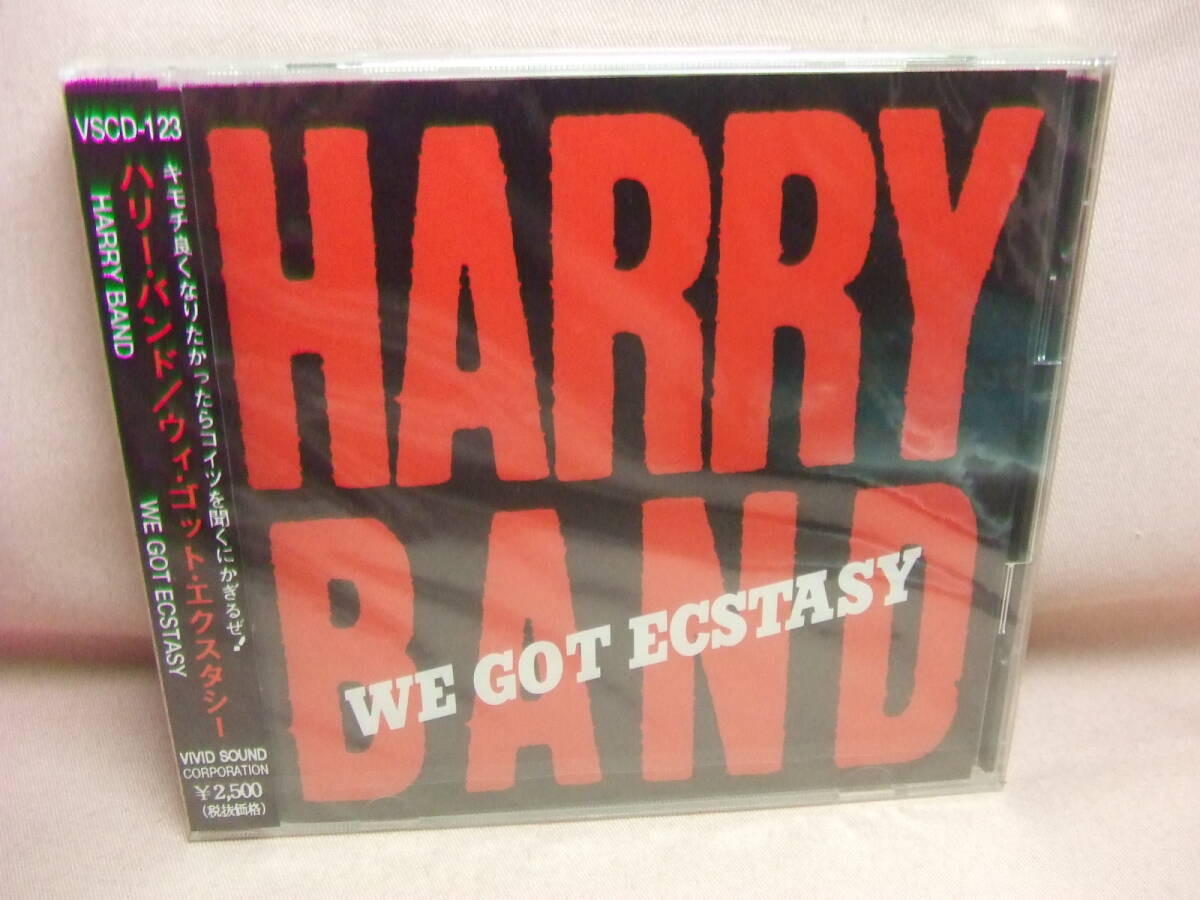 VSCD-123
キモチ良くなりたかったらコイツを聞くにかぎるぜ!
ハリー・バンド/ウィ・ゴット・エクスタシー
HARRY BAND WE GOT ECSTASY
VIVID SOUND
CORPORATION
¥2,500
(税抜価格)
HARRY
BAND
WE GOT ECSTASY